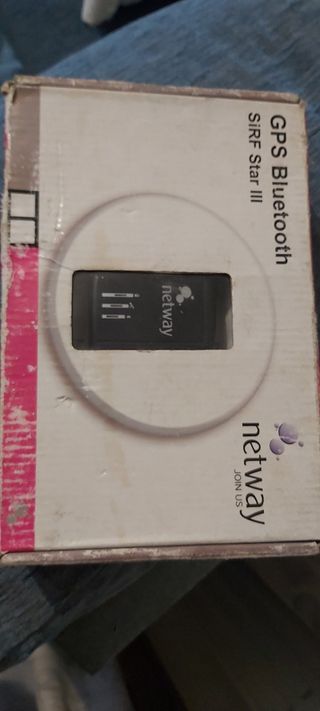 GPS Bluetooth
SiRF Star III
netway
netway
JOIN US